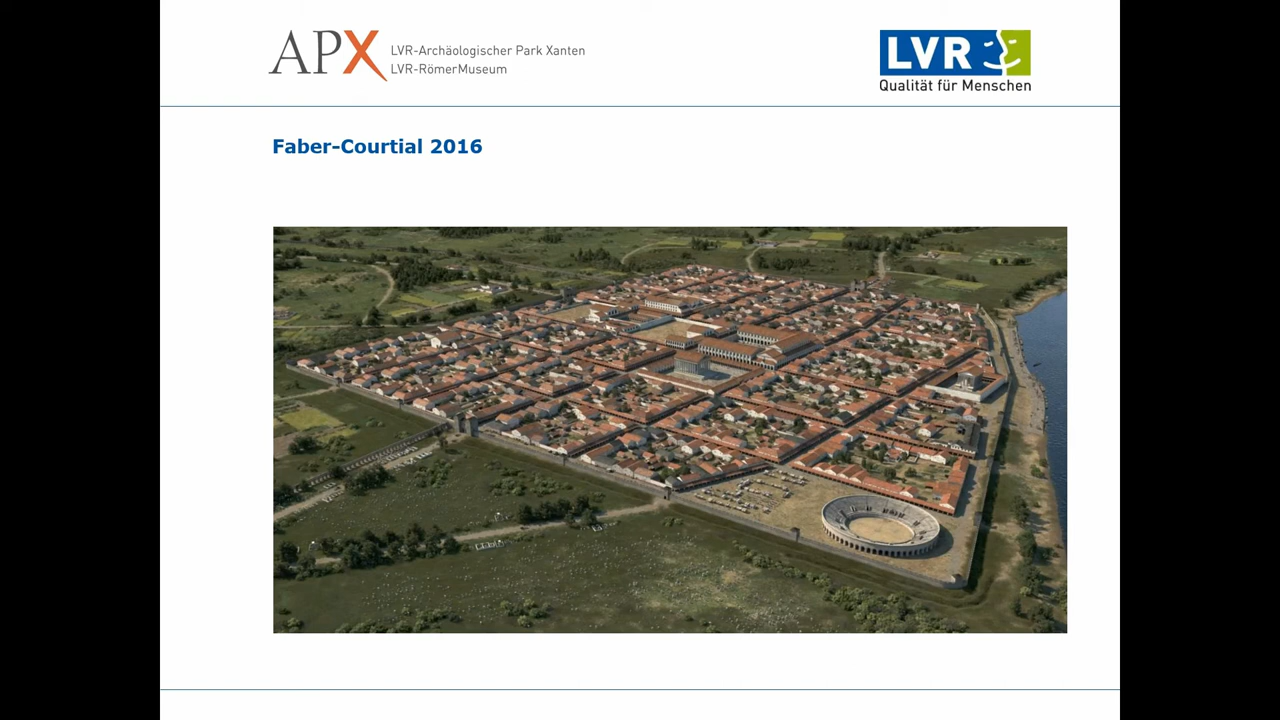 APX
LVR-Archäologischer Park Xanten
LVR-RömerMuseum
LVR
Qualität für Menschen
Faber-Courtial 2016